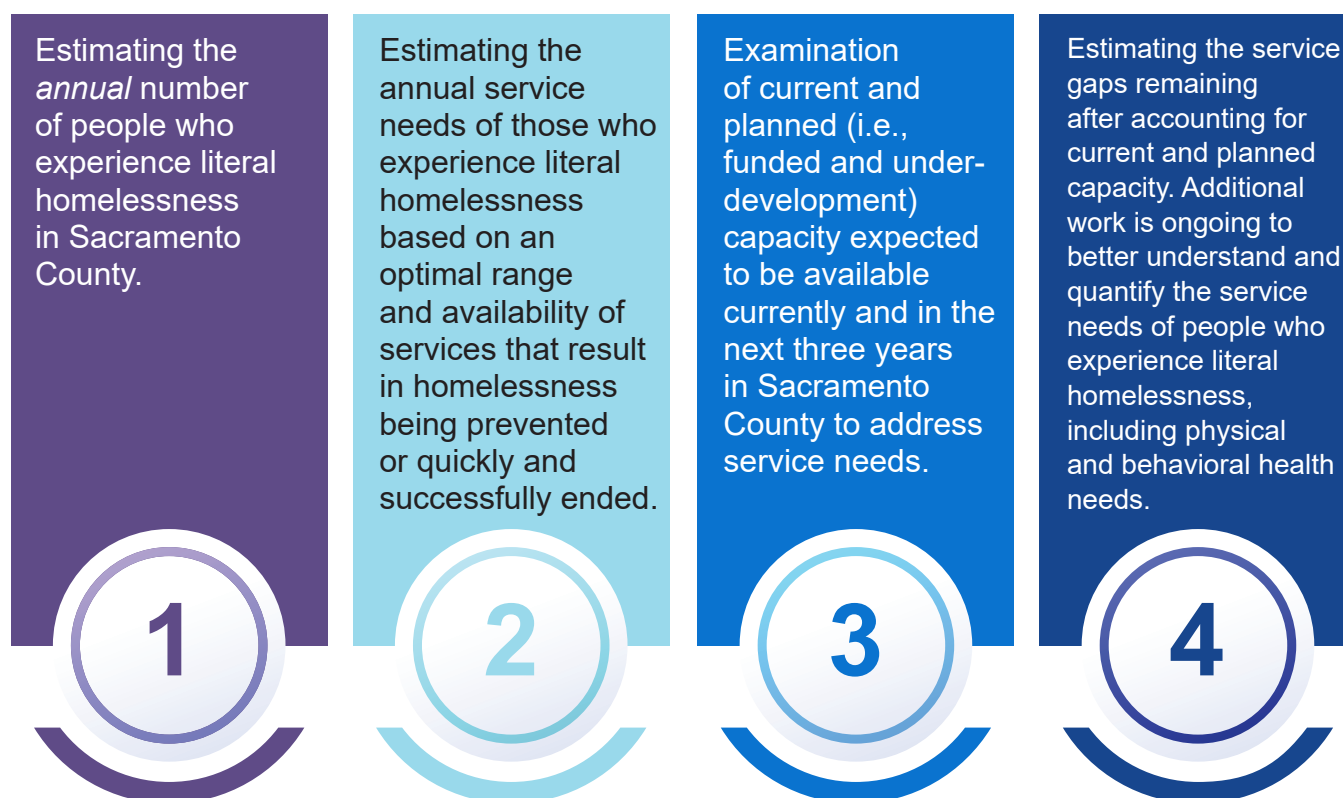 Estimating the
annual number
of people who
experience literal
homelessness
in Sacramento
County.
1
Estimating the
annual service
needs of those who
experience literal
homelessness
based on an
optimal range
and availability of
services that result
in homelessness
being prevented
or quickly and
successfully ended.
2
Examination
of current and
planned (i.e.,
funded and under-
development)
capacity expected
to be available
currently and in the
next three years
in Sacramento
County to address
service needs.
3
Estimating the service
gaps remaining
after accounting for
current and planned
capacity. Additional
work is ongoing to
better understand and
quantify the service
needs of people who
experience literal
homelessness,
including physical
and behavioral health
needs.
4